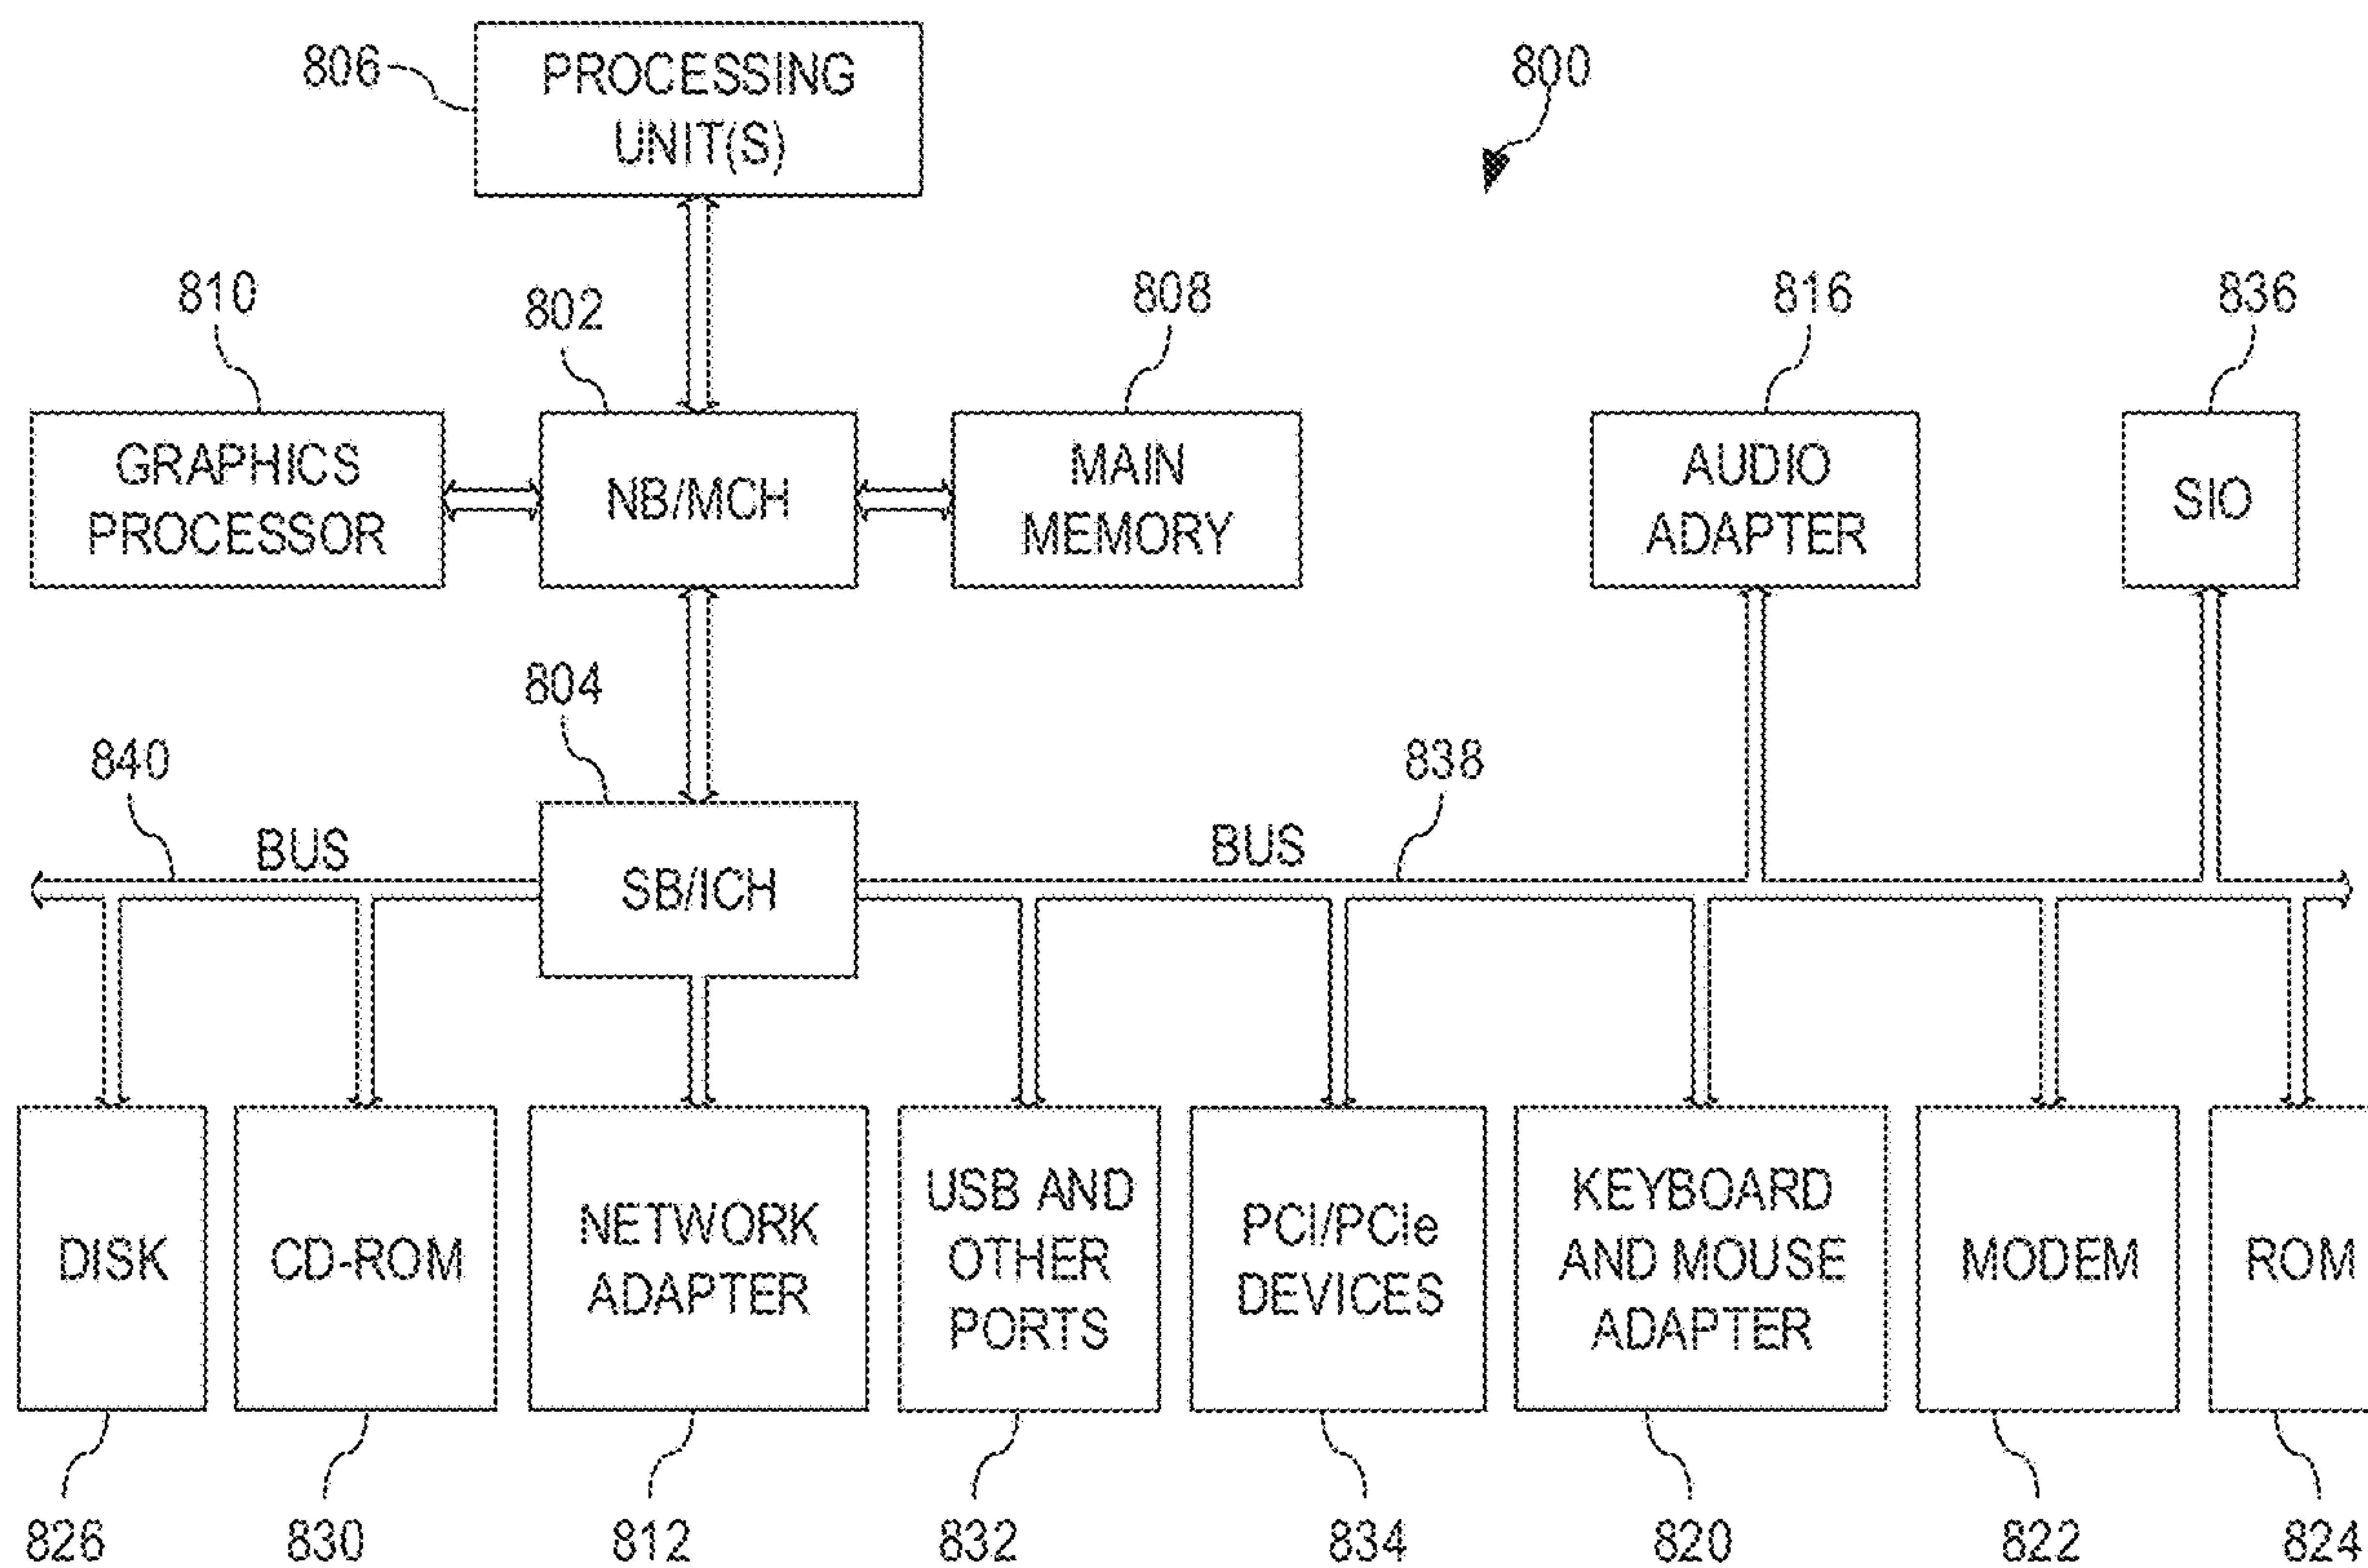 806
PROCESSING
UNIT(S)
800
810
802
808
816
836
GRAPHICS
PROCESSOR
NB/MCH
MAIN
MEMORY
AUDIO
ADAPTER
SIO
804
840
838
BUS
SB/ICH
BUS
DISK
CD-ROM
NETWORK
ADAPTER
USB AND
OTHER
PORTS
PCI/PCIe
DEVICES
KEYBOARD
AND MOUSE
ADAPTER
MODEM
ROM
826
830
812
832
834
820
822
824